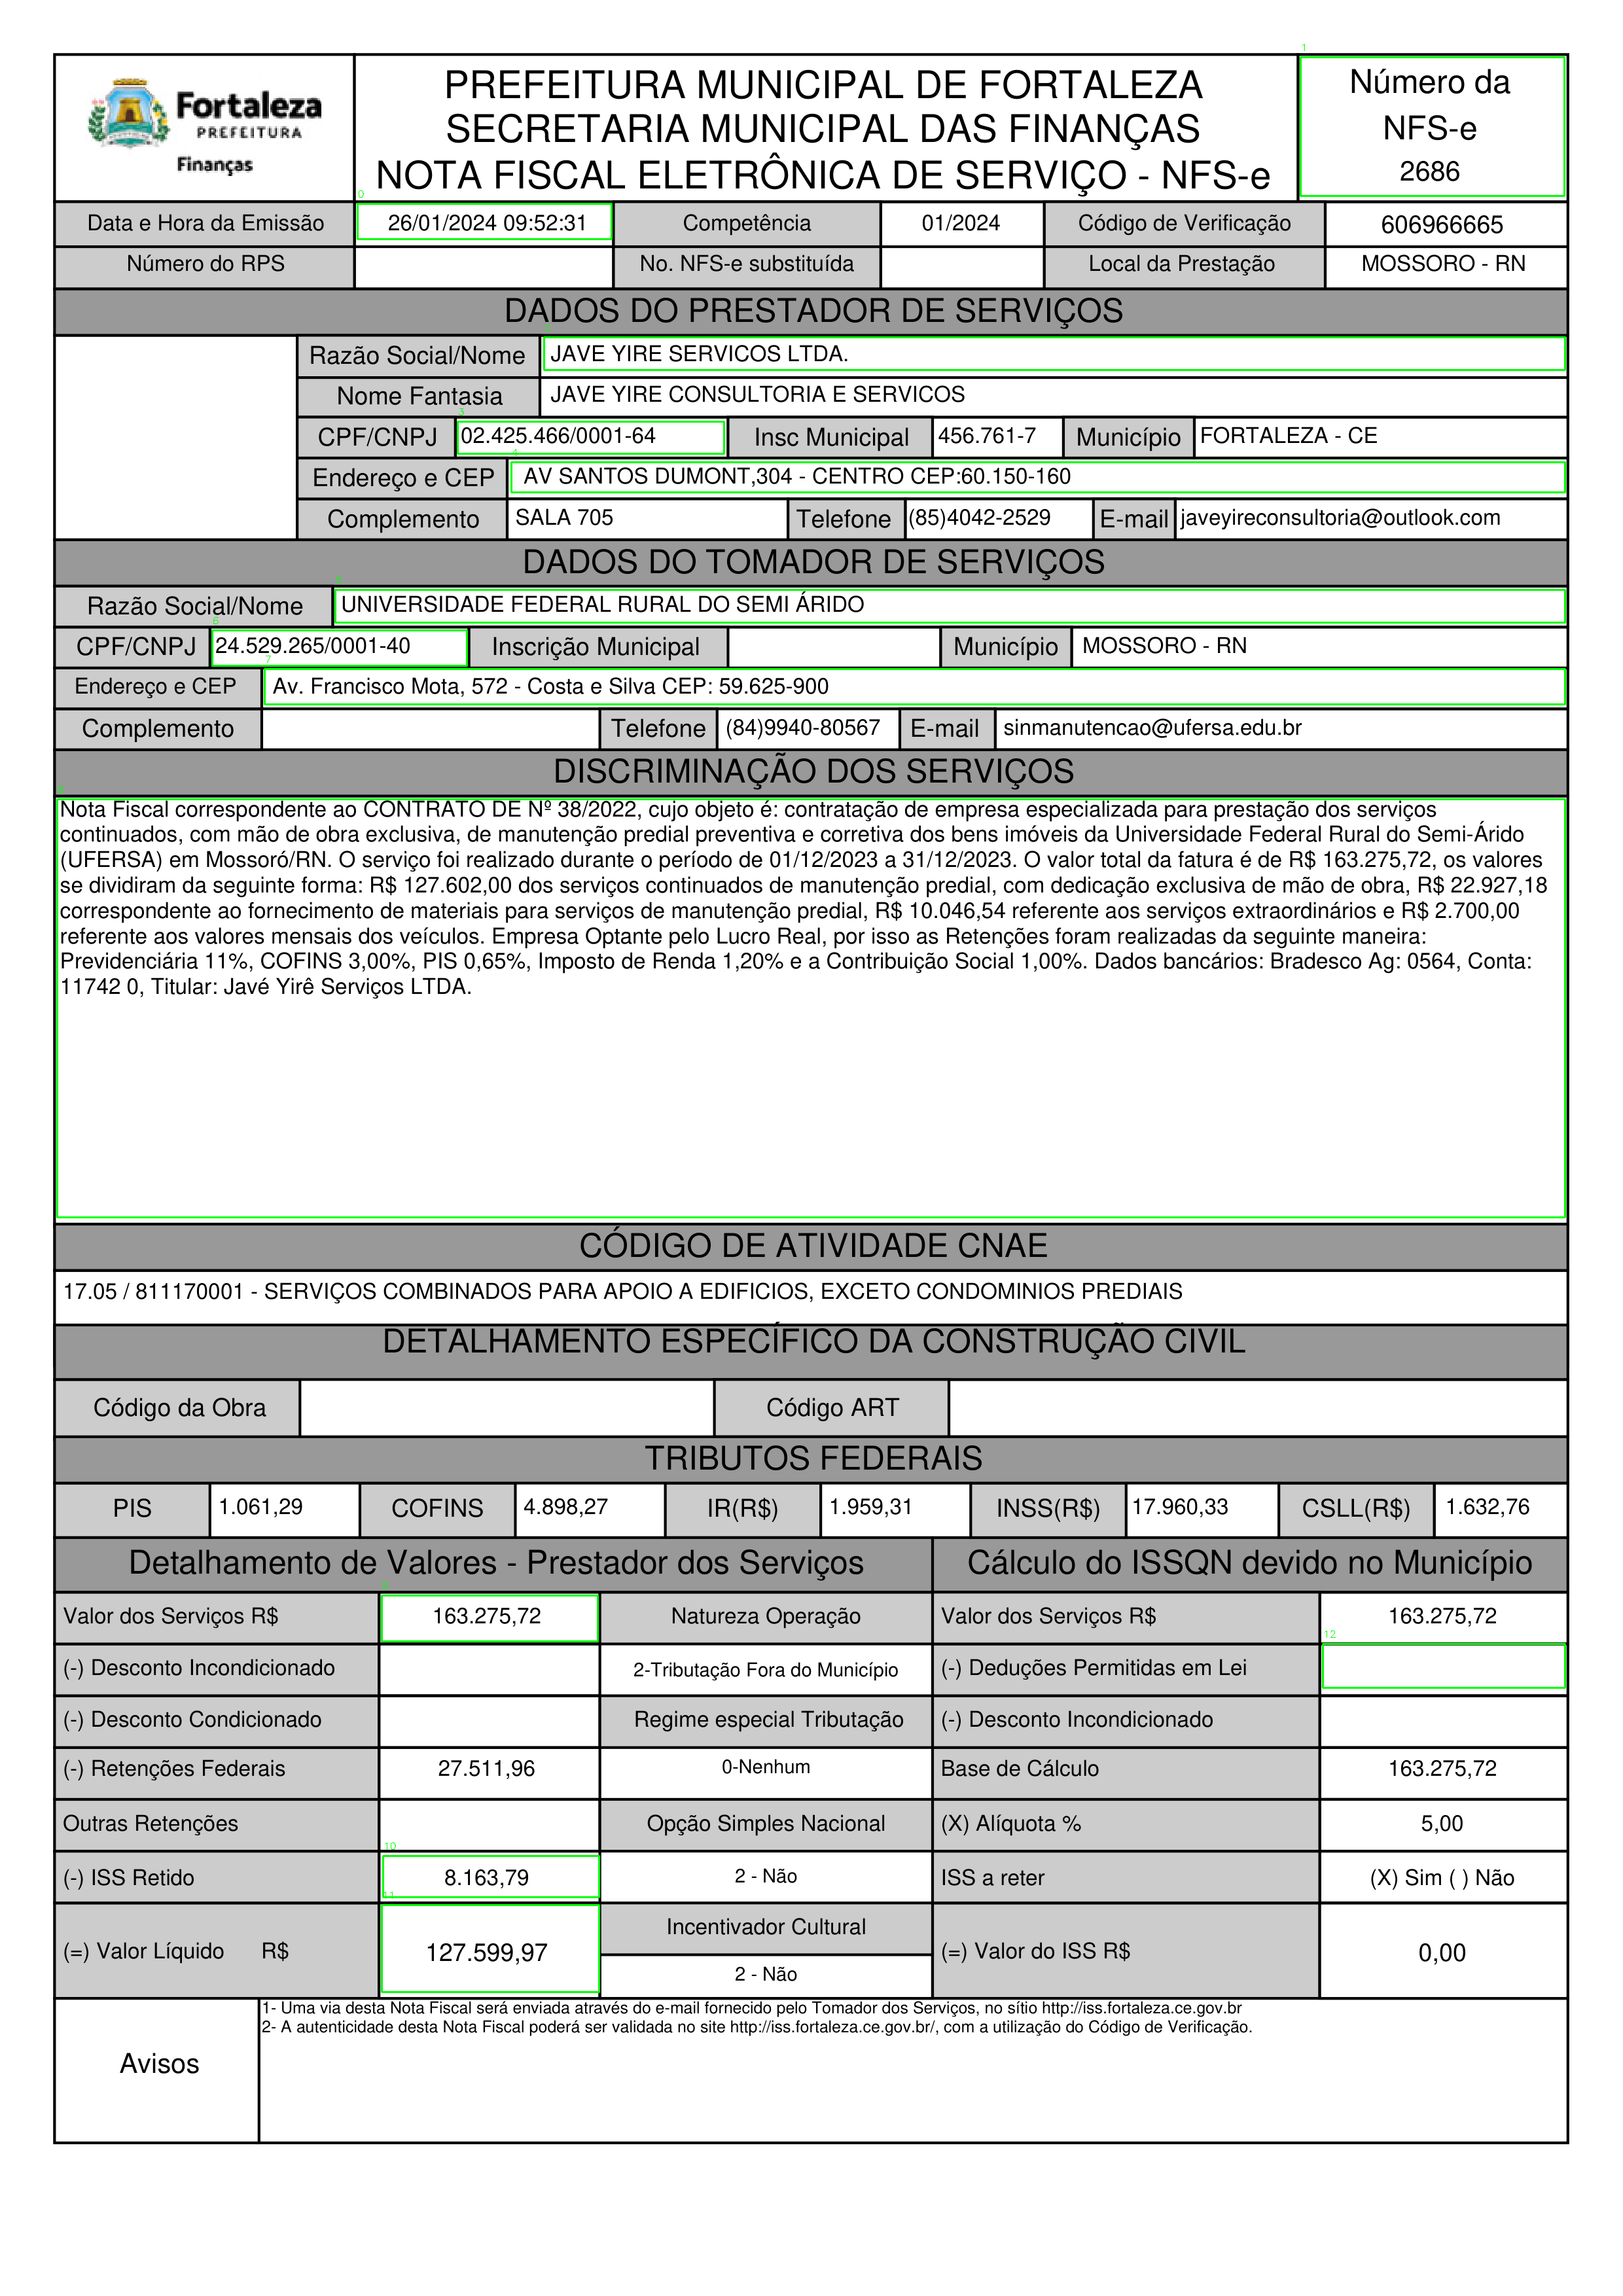 Fortaleza
PREFEITURA
Finanças
PREFEITURA MUNICIPAL DE FORTALEZA
SECRETARIA MUNICIPAL DAS FINANÇAS
NOTA FISCAL ELETRÔNICA DE SERVIÇO - NFS-e
1
Número da
NFS-e
2686
0
Data e Hora da Emissão 26/01/2024 09:52:31 Competência 01/2024 Código de Verificação 606966665
Número do RPS No. NFS-e substituída Local da Prestação MOSSORO - RN
DADOS DO PRESTADOR DE SERVIÇOS
Razão Social/Nome JAVE YIRE SERVICOS LTDA.
Nome Fantasia JAVE YIRE CONSULTORIA E SERVICOS
3
CPF/CNPJ 02.425.466/0001-64 Insc Municipal 456.761-7 Município FORTALEZA - CE
4
Endereço e CEP AV SANTOS DUMONT,304 - CENTRO CEP:60.150-160
Complemento SALA 705 Telefone (85)4042-2529 E-mail javeyireconsultoria@outlook.com
DADOS DO TOMADOR DE SERVIÇOS
Razão Social/Nome UNIVERSIDADE FEDERAL RURAL DO SEMI ÁRIDO
6
CPF/CNPJ 24.529.265/0001-40 Inscrição Municipal Município MOSSORO - RN
7
Endereço e CEP Av. Francisco Mota, 572 - Costa e Silva CEP: 59.625-900
Complemento Telefone (84)9940-80567 E-mail sinmanutencao@ufersa.edu.br
DISCRIMINAÇÃO DOS SERVIÇOS
Nota Fiscal correspondente ao CONTRATO DE Nº 38/2022, cujo objeto é: contratação de empresa especializada para prestação dos serviços
continuados, com mão de obra exclusiva, de manutenção predial preventiva e corretiva dos bens imóveis da Universidade Federal Rural do Semi-Árido
(UFERSA) em Mossoró/RN. O serviço foi realizado durante o período de 01/12/2023 a 31/12/2023. O valor total da fatura é de R$ 163.275,72, os valores
se dividiram da seguinte forma: R$ 127.602,00 dos serviços continuados de manutenção predial, com dedicação exclusiva de mão de obra, R$ 22.927,18
correspondente ao fornecimento de materiais para serviços de manutenção predial, R$ 10.046,54 referente aos serviços extraordinários e R$ 2.700,00
referente aos valores mensais dos veículos. Empresa Optante pelo Lucro Real, por isso as Retenções foram realizadas da seguinte maneira:
Previdenciária 11%, COFINS 3,00%, PIS 0,65%, Imposto de Renda 1,20% e a Contribuição Social 1,00%. Dados bancários: Bradesco Ag: 0564, Conta:
11742 0, Titular: Javé Yirê Serviços LTDA.
CÓDIGO DE ATIVIDADE CNAE
17.05 / 811170001 - SERVIÇOS COMBINADOS PARA APOIO A EDIFICIOS, EXCETO CONDOMINIOS PREDIAIS
DETALHAMENTO ESPECÍFICO DA CONSTRUÇÃO CIVIL
Código da Obra Código ART
TRIBUTOS FEDERAIS
PIS 1.061,29 COFINS 4.898,27 IR(R$) 1.959,31 INSS(R$) 17.960,33 CSLL(R$) 1.632,76
Detalhamento de Valores - Prestador dos Serviços Cálculo do ISSQN devido no Município
Valor dos Serviços R$ 163.275,72 Natureza Operação Valor dos Serviços R$ 163.275,72
12
(-) Desconto Incondicionado 2-Tributação Fora do Município (-) Deduções Permitidas em Lei
(-) Desconto Condicionado Regime especial Tributação (-) Desconto Incondicionado
(-) Retenções Federais 27.511,96 0-Nenhum Base de Cálculo 163.275,72
Outras Retenções Opção Simples Nacional (X) Alíquota % 5,00
10
(-) ISS Retido 8.163,79 2 - Não ISS a reter (X) Sim ( ) Não
11
Incentivador Cultural
(=) Valor Líquido R$ 127.599,97 (=) Valor do ISS R$ 0,00
2 - Não
Avisos
1- Uma via desta Nota Fiscal será enviada através do e-mail fornecido pelo Tomador dos Serviços, no sítio http://iss.fortaleza.ce.gov.br
2- A autenticidade desta Nota Fiscal poderá ser validada no site http://iss.fortaleza.ce.gov.br/, com a utilização do Código de Verificação.